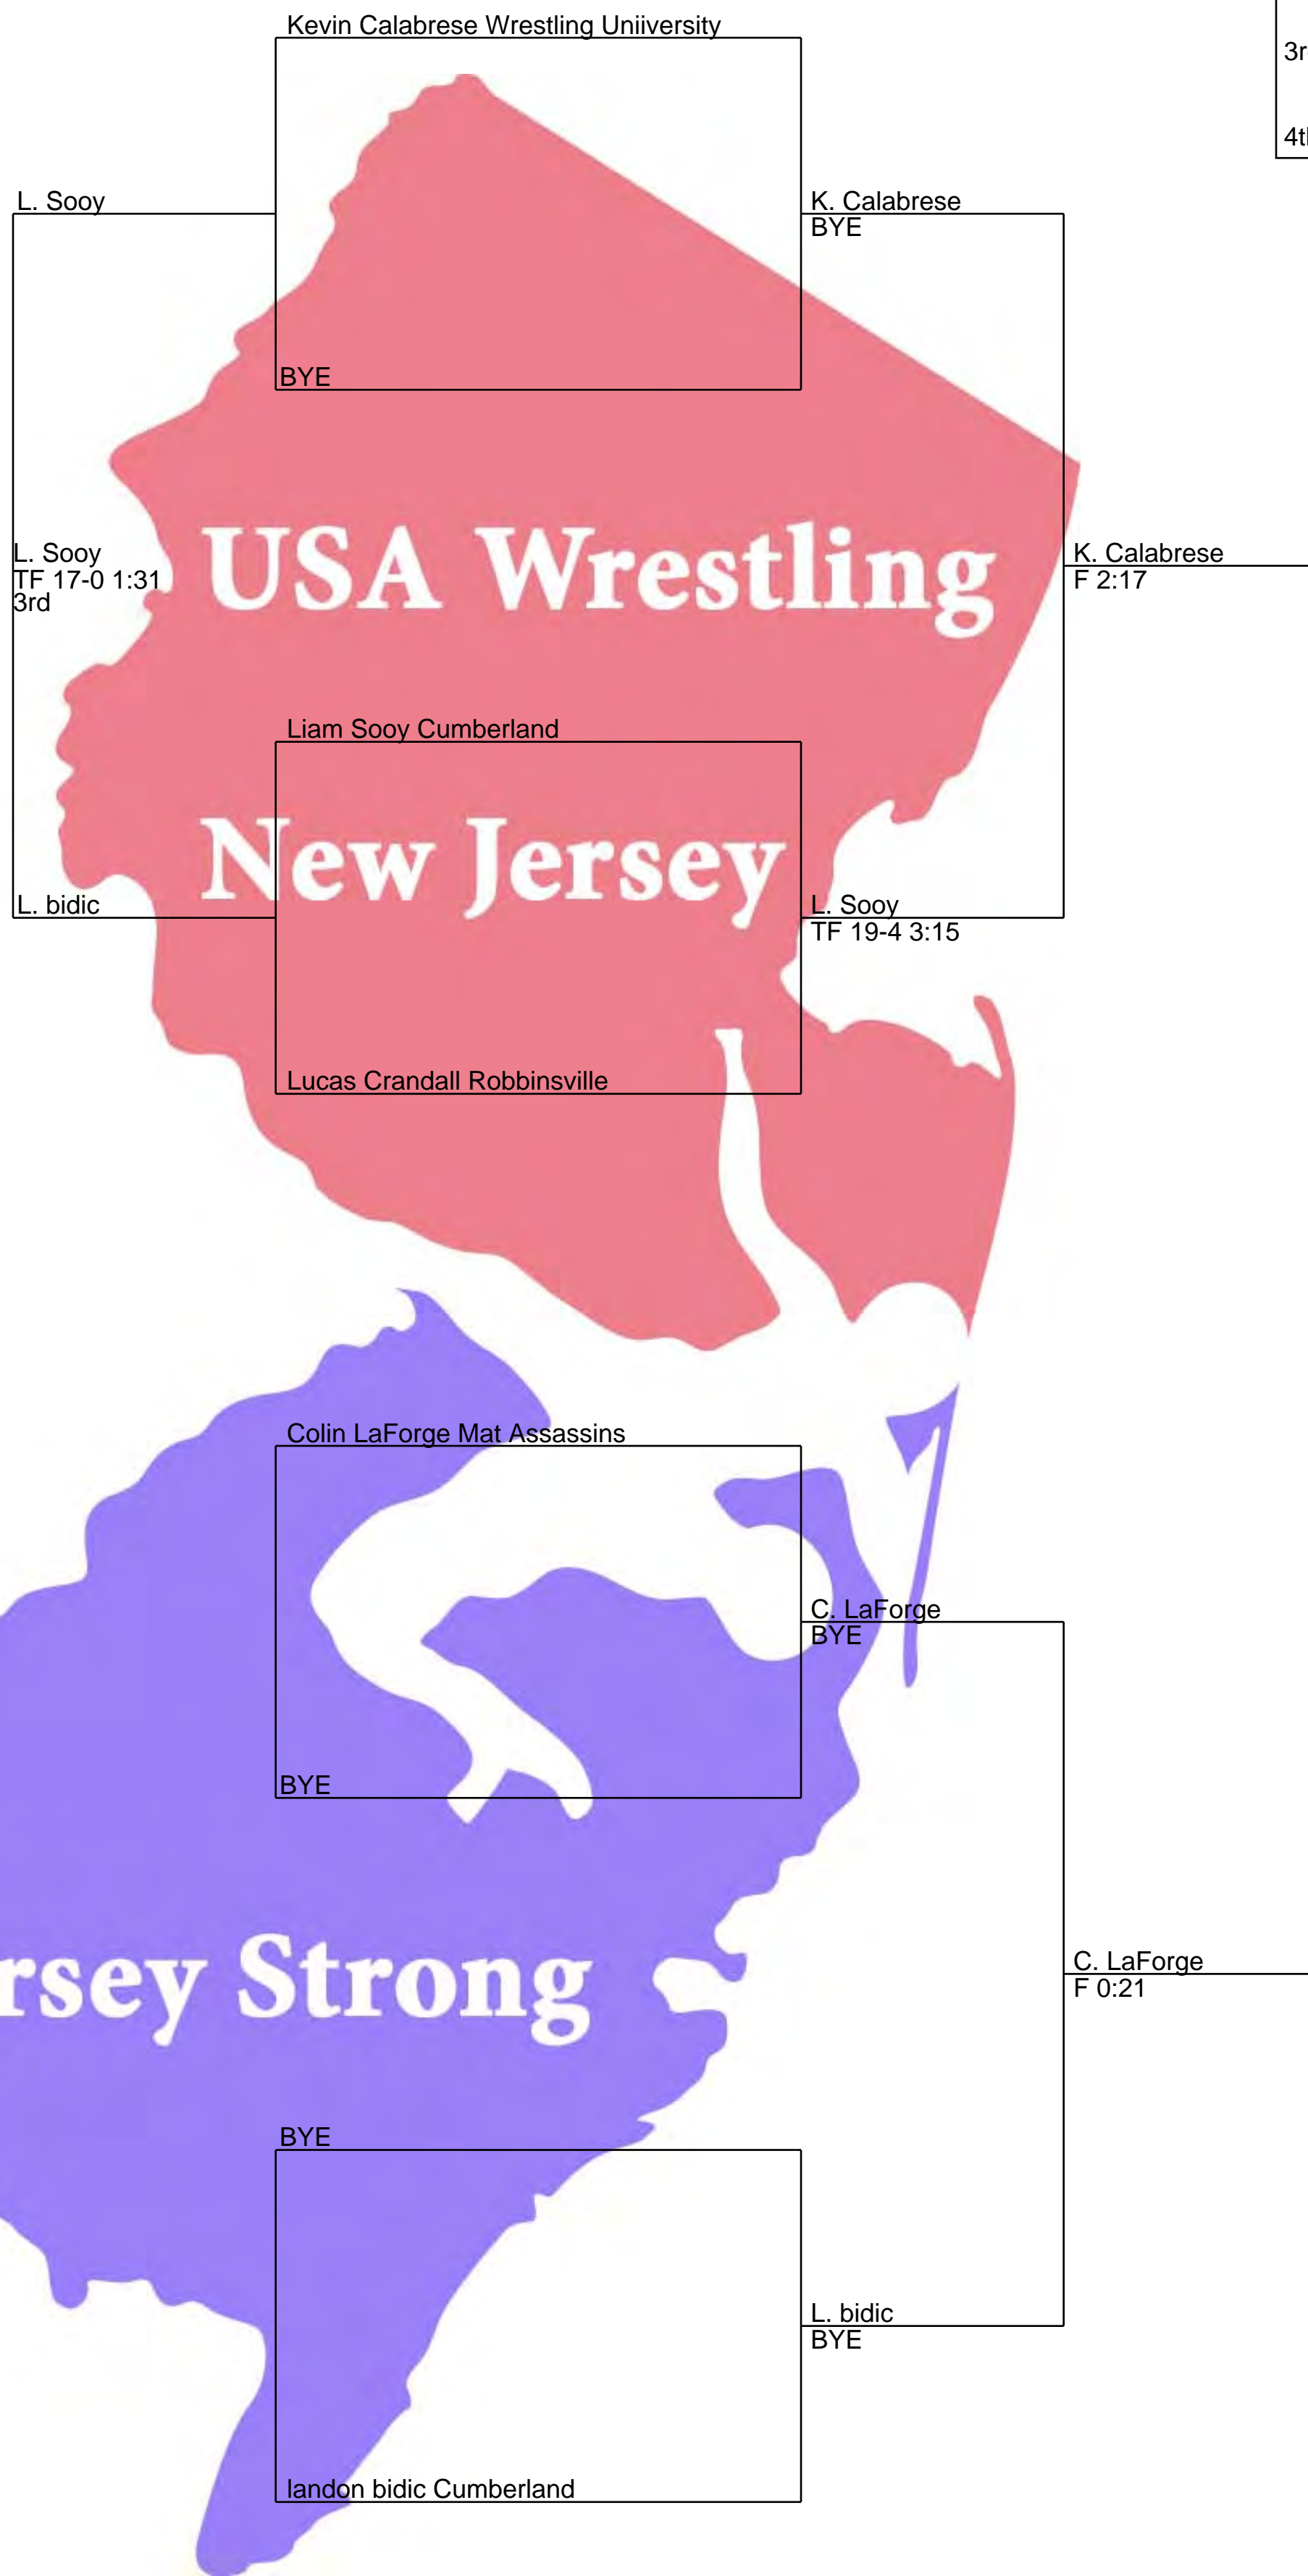 Kevin Calabrese Wrestling Uniiversity
L. Sooy
K. Calabrese
BYE
BYE
USA Wrestling
L. Sooy
TF 17-0 1:31
3rd
K. Calabrese
F 2:17
Liam Sooy Cumberland
New Jersey
L. bidic
L. Sooy
TF 19-4 3:15
Lucas Crandall Robbinsville
Colin LaForge Mat Assassins
C. LaForge
BYE
BYE
rsey Strong
C. LaForge
F 0:21
BYE
L. bidic
BYE
landon bidic Cumberland